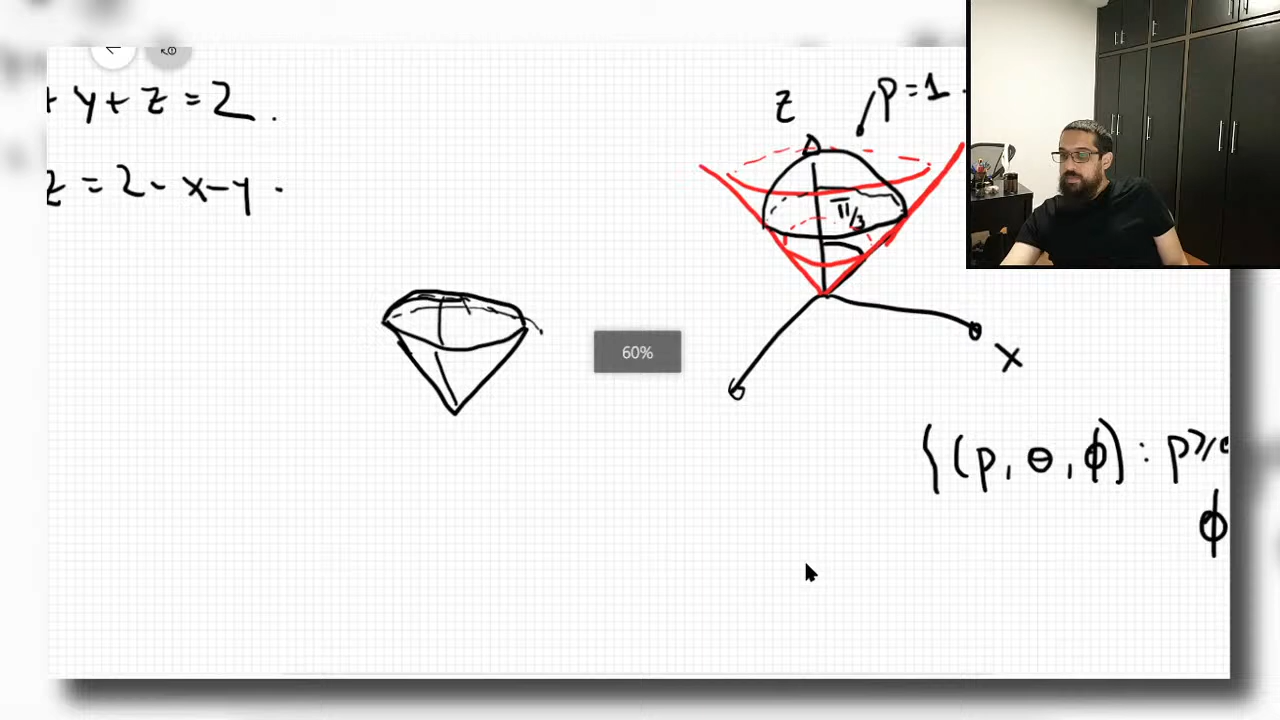 + y + z = 2.
z = 2 - x - y.
z
ρ = 1.
π/3
x
{(ρ, θ, ϕ) : ρ ≥
ϕ
60%